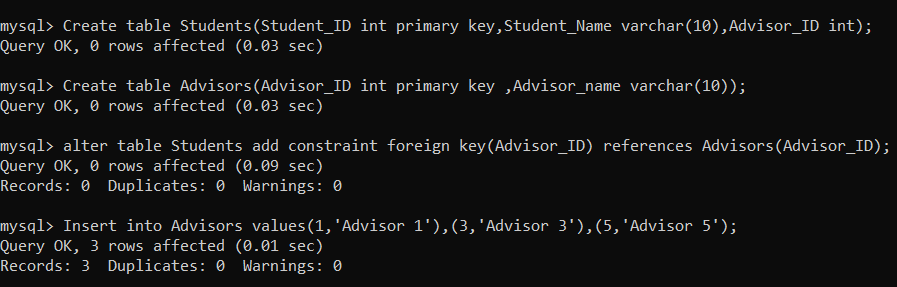 mysql> Create table Students(Student_ID int primary key,Student_Name varchar(10),Advisor_ID int);
Query OK, 0 rows affected (0.03 sec)
mysql> Create table Advisors(Advisor_ID int primary key ,Advisor_name varchar(10));
Query OK, 0 rows affected (0.03 sec)
mysql> alter table Students add constraint foreign key(Advisor_ID) references Advisors(Advisor_ID);
Query OK, 0 rows affected (0.09 sec)
Records: 0  Duplicates: 0  Warnings: 0
mysql> Insert into Advisors values(1,'Advisor 1'),(3,'Advisor 3'),(5,'Advisor 5');
Query OK, 3 rows affected (0.01 sec)
Records: 3  Duplicates: 0  Warnings: 0